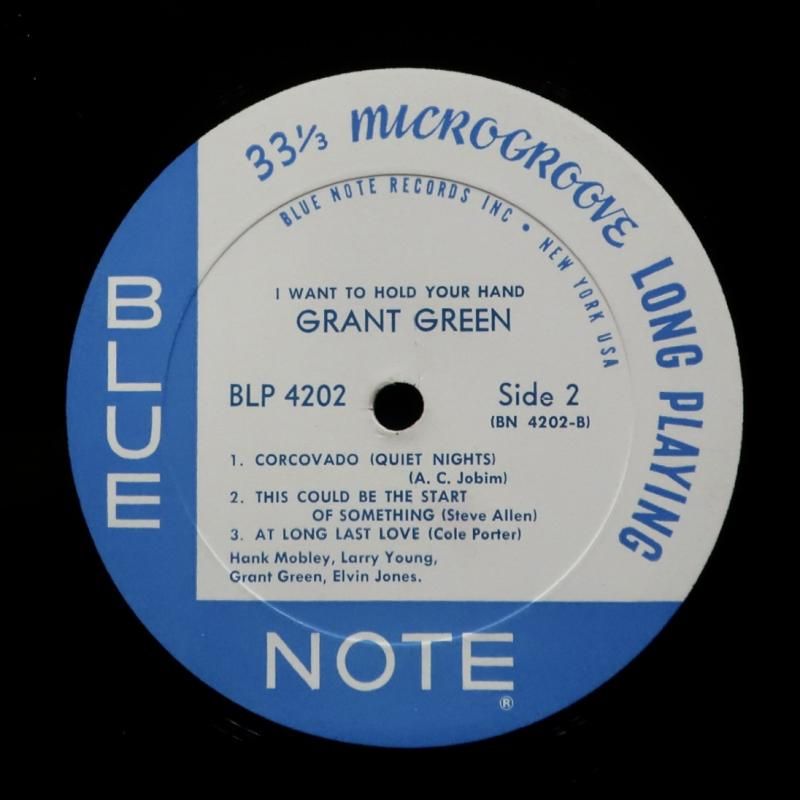 33⅓ MICROGROOVE LONG PLAYING
BLUE NOTE RECORDS INC • NEW YORK USA
I WANT TO HOLD YOUR HAND
GRANT GREEN
BLP 4202
Side 2
(BN 4202-B)
1. CORCOVADO (QUIET NIGHTS)
(A. C. Jobim)
2. THIS COULD BE THE START
OF SOMETHING (Steve Allen)
3. AT LONG LAST LOVE (Cole Porter)
Hank Mobley, Larry Young,
Grant Green, Elvin Jones.
BLUE
NOTE
®